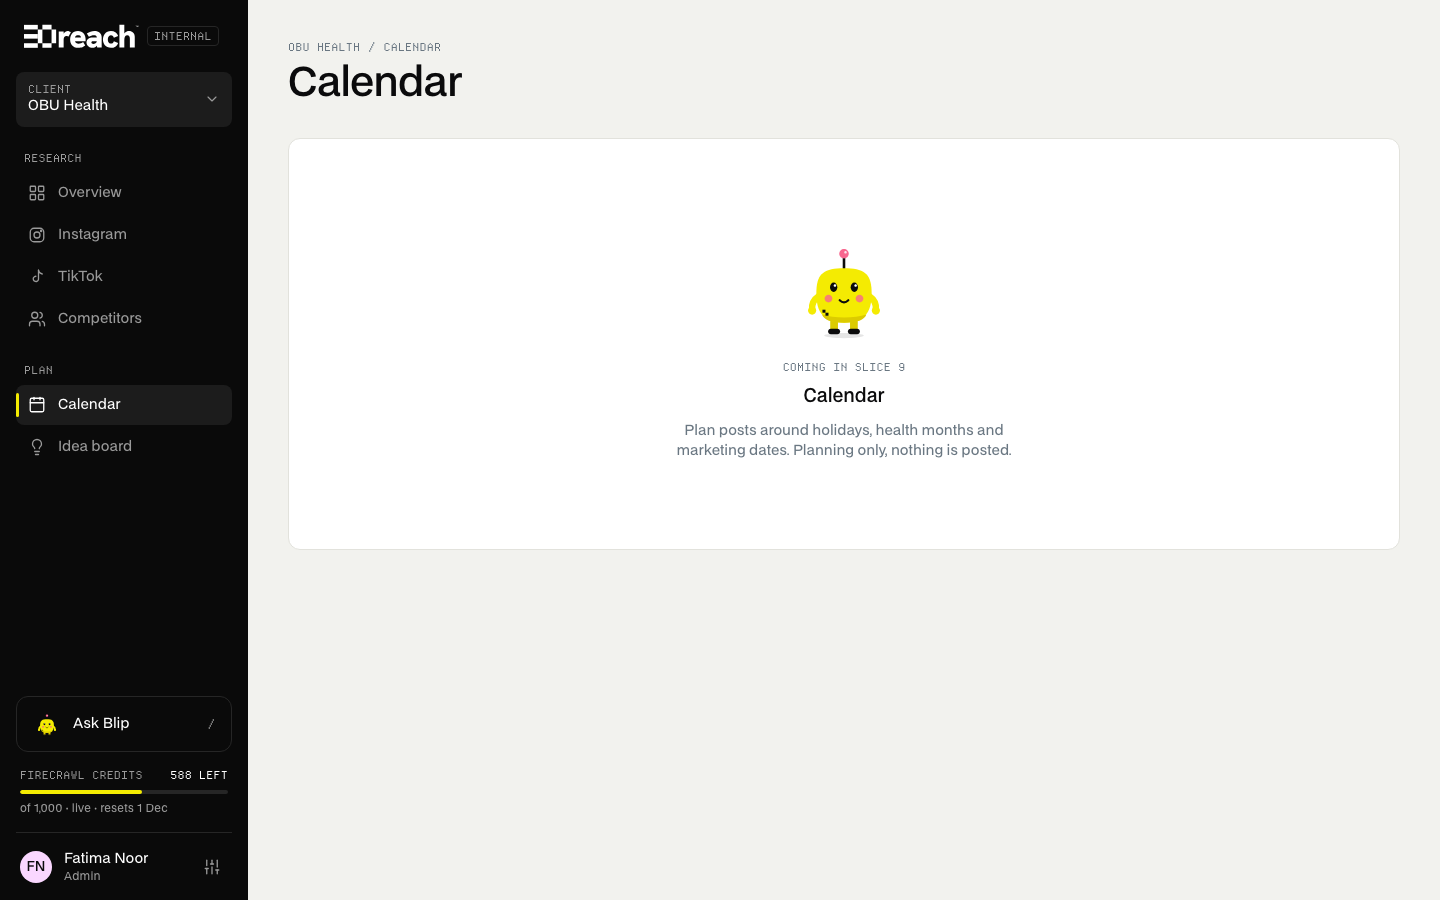 reach
INTERNAL
CLIENT
OBU Health
RESEARCH
Overview
Instagram
TikTok
Competitors
PLAN
Calendar
Idea board
Ask Blip
/
FIRECRAWL CREDITS
588 LEFT
of 1,000 · live · resets 1 Dec
FN
Fatima Noor
Admin
OBU HEALTH / CALENDAR
Calendar
COMING IN SLICE 9
Calendar
Plan posts around holidays, health months and
marketing dates. Planning only, nothing is posted.